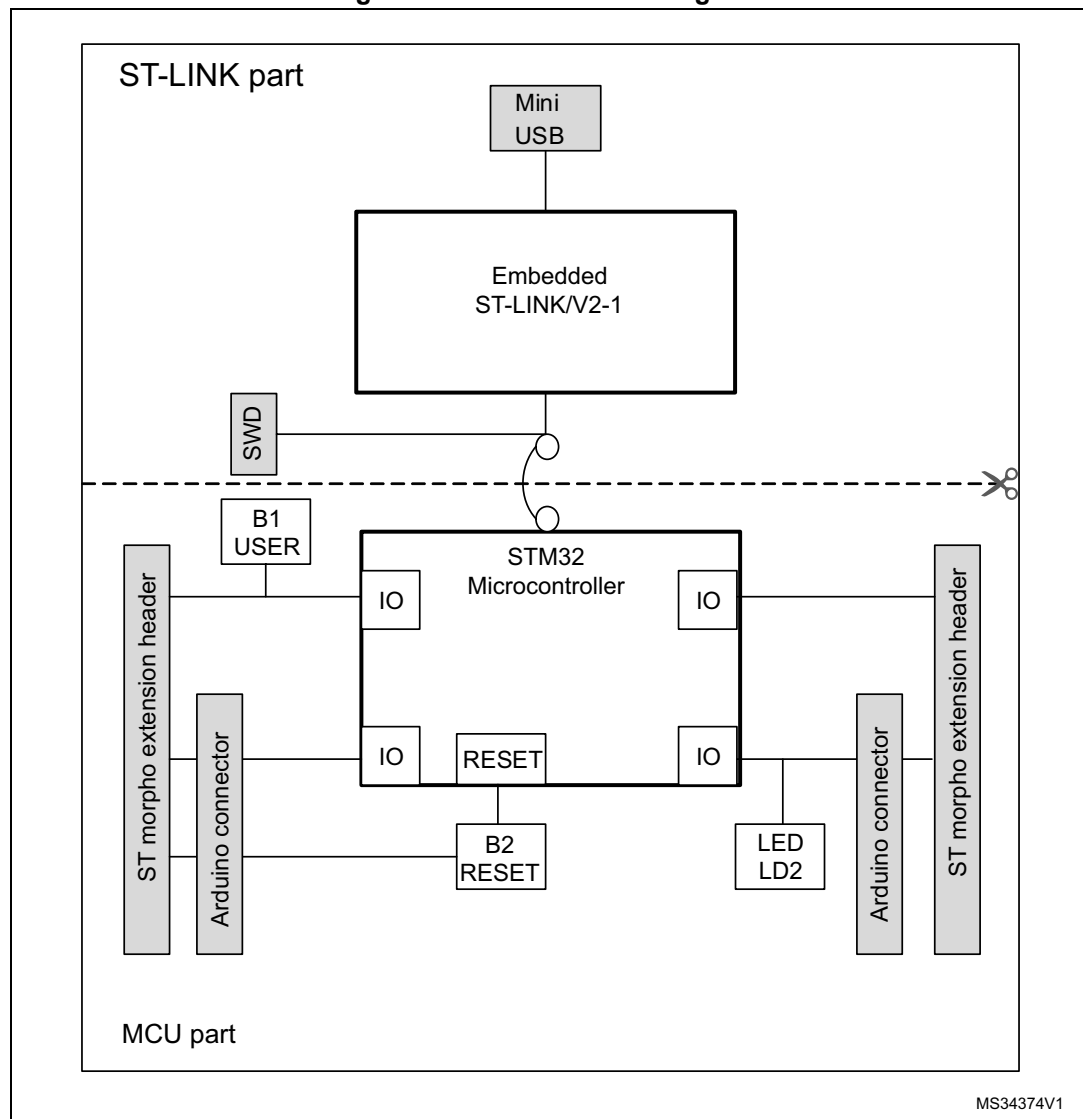 ST-LINK part
Mini
USB
Embedded
ST-LINK/V2-1
SWD
B1
USER
STM32
Microcontroller
IO
IO
ST morpho extension header
Arduino connector
IO
RESET
IO
Arduino connector
ST morpho extension header
B2
RESET
LED
LD2
MCU part
MS34374V1